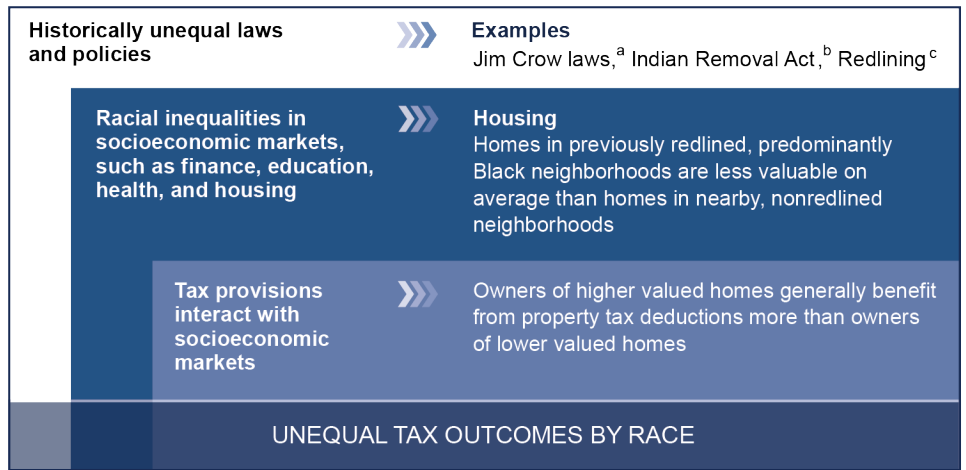 Historically unequal laws
and policies
Examples
Jim Crow laws,a Indian Removal Act,b Redlining c
Racial inequalities in
socioeconomic markets,
such as finance, education,
health, and housing
Housing
Homes in previously redlined, predominantly
Black neighborhoods are less valuable on
average than homes in nearby, nonredlined
neighborhoods
Tax provisions
interact with
socioeconomic
markets
Owners of higher valued homes generally benefit
from property tax deductions more than owners
of lower valued homes
UNEQUAL TAX OUTCOMES BY RACE